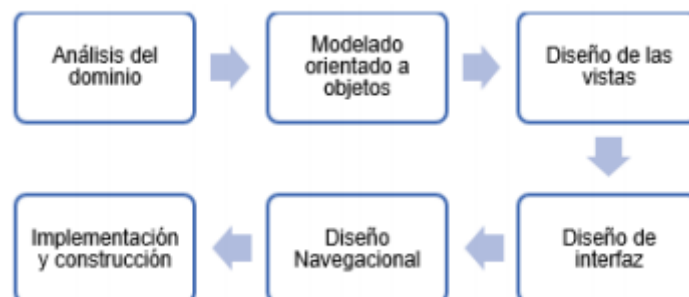 Análisis del
dominio
Modelado
orientado a
objetos
Diseño de las
vistas
Diseño de
interfaz
Diseño
Navegacional
Implementación
y construcción